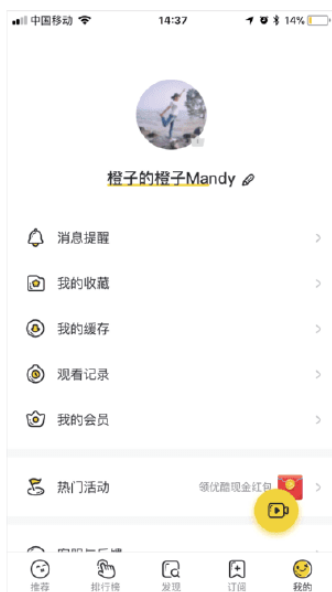 中国移动 14:37 14%
橙子的橙子Mandy
消息提醒
我的收藏
我的缓存
观看记录
我的会员
热门活动 领优酷现金红包
推荐 排行榜 发现 订阅 我的